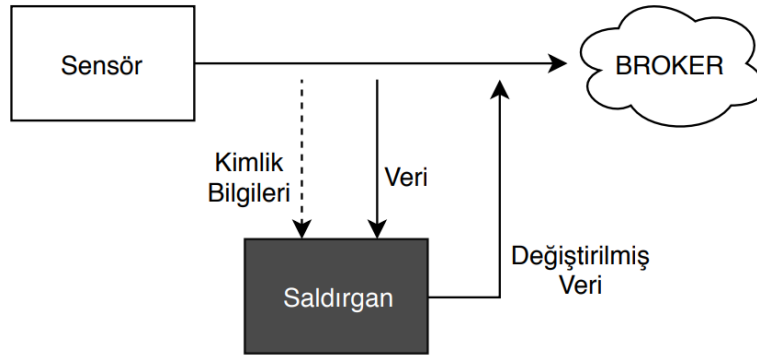 Sensör
BROKER
Kimlik
Bilgileri
Veri
Saldırgan
Değiştirilmiş
Veri